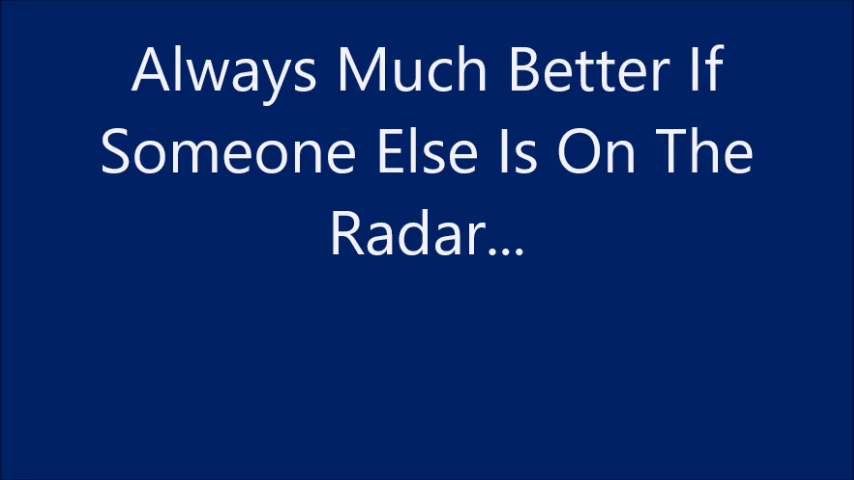 Always Much Better If
Someone Else Is On The
Radar...